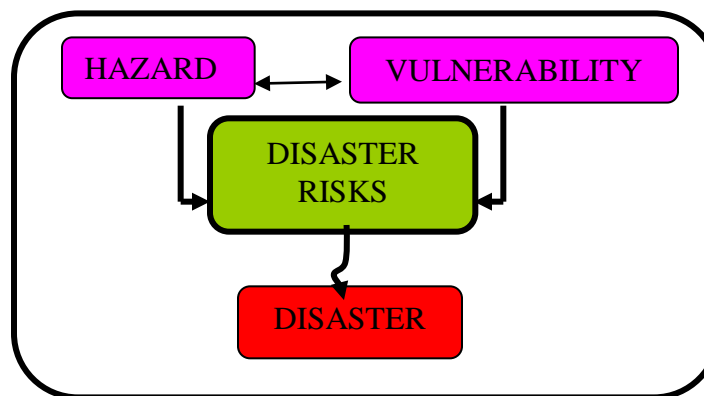 HAZARD
VULNERABILITY
DISASTER
RISKS
DISASTER